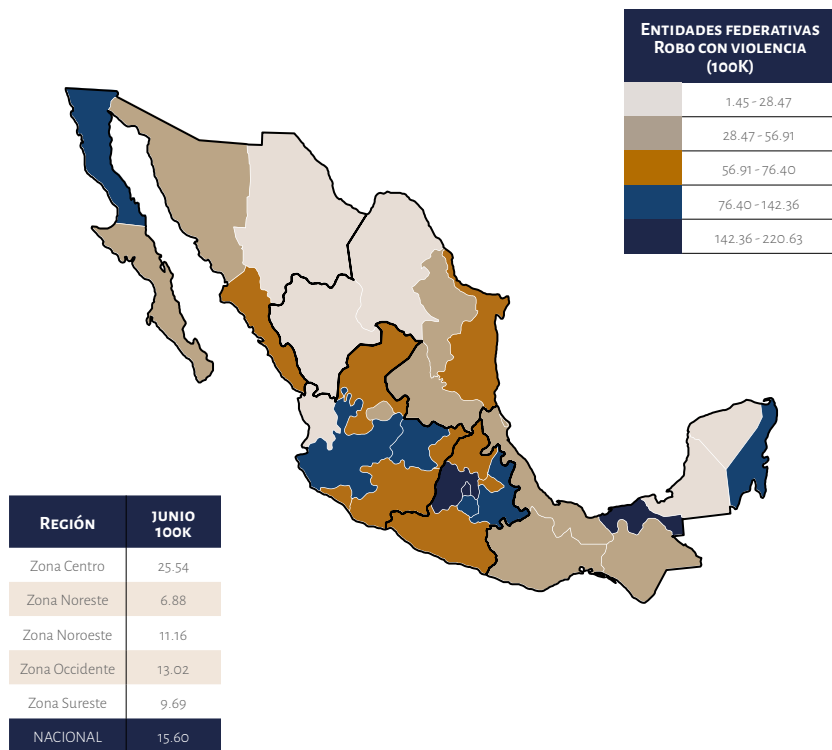 Entidades federativas
Robo con violencia
(100K)
1.45 - 28.47
28.47 - 56.91
56.91 - 76.40
76.40 - 142.36
142.36 - 220.63
Región junio 100k
Zona Centro 25.54
Zona Noreste 6.88
Zona Noroeste 11.16
Zona Occidente 13.02
Zona Sureste 9.69
NACIONAL 15.60